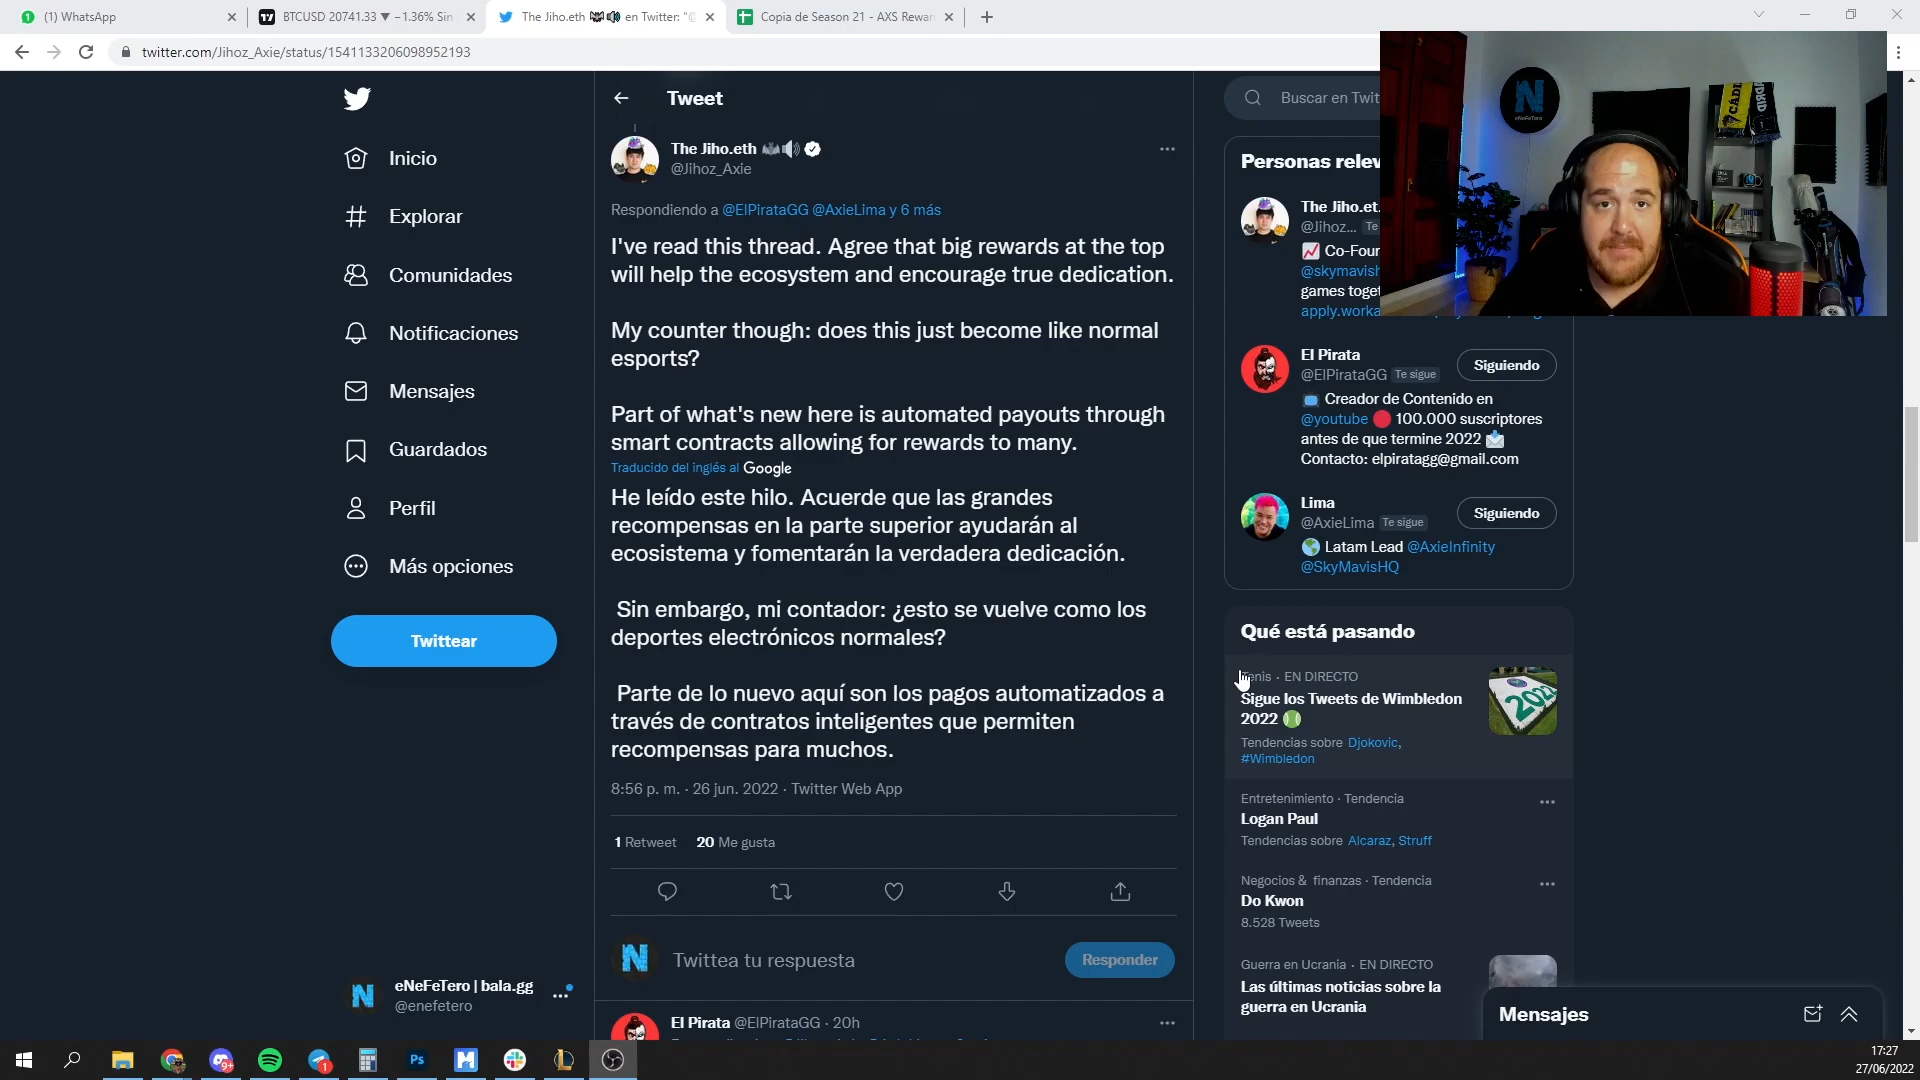 (1) WhatsApp
BTCUSD 20741.33 ▼ −1.36% Sin
The Jiho.eth en Twitter: "@
Copia de Season 21 - AXS Rewar
twitter.com/Jihoz_Axie/status/1541133206098952193
Inicio
Explorar
Comunidades
Notificaciones
Mensajes
Guardados
Perfil
Más opciones
Twittear
eNeFeTero | bala.gg
@enefetero
Tweet
The Jiho.eth
@Jihoz_Axie
Respondiendo a @ElPirataGG @AxieLima y 6 más
I've read this thread. Agree that big rewards at the top
will help the ecosystem and encourage true dedication.
My counter though: does this just become like normal
esports?
Part of what's new here is automated payouts through
smart contracts allowing for rewards to many.
Traducido del inglés al Google
He leído este hilo. Acuerde que las grandes
recompensas en la parte superior ayudarán al
ecosistema y fomentarán la verdadera dedicación.
Sin embargo, mi contador: ¿esto se vuelve como los
deportes electrónicos normales?
Parte de lo nuevo aquí son los pagos automatizados a
través de contratos inteligentes que permiten
recompensas para muchos.
8:56 p. m. · 26 jun. 2022 · Twitter Web App
1 Retweet 20 Me gusta
Twittea tu respuesta
Responder
El Pirata @ElPirataGG · 20h
Buscar en Twit
Personas relev
The Jiho.et
@Jihoz... Te
Co-Four
@skymavish
games toget
apply.worka
El Pirata
@ElPirataGG Te sigue
Siguiendo
Creador de Contenido en
@youtube 100.000 suscriptores
antes de que termine 2022
Contacto: elpiratagg@gmail.com
Lima
@AxieLima Te sigue
Siguiendo
Latam Lead @AxieInfinity
@SkyMavisHQ
Qué está pasando
Tenis · EN DIRECTO
Sigue los Tweets de Wimbledon
2022
Tendencias sobre Djokovic,
#Wimbledon
Entretenimiento · Tendencia
Logan Paul
Tendencias sobre Alcaraz, Struff
Negocios & finanzas · Tendencia
Do Kwon
8.528 Tweets
Guerra en Ucrania · EN DIRECTO
Las últimas noticias sobre la
guerra en Ucrania
Mensajes
N
eNeFeTero
CADI
MADRID
2022
9+
1
Ps
17:27
27/06/2022